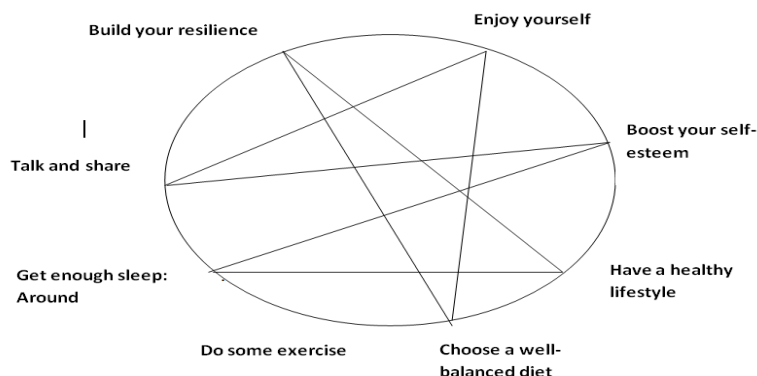 Enjoy yourself
Build your resilience
Boost your self-
esteem
Talk and share
Have a healthy
lifestyle
Get enough sleep:
Around
Do some exercise
Choose a well-
balanced diet